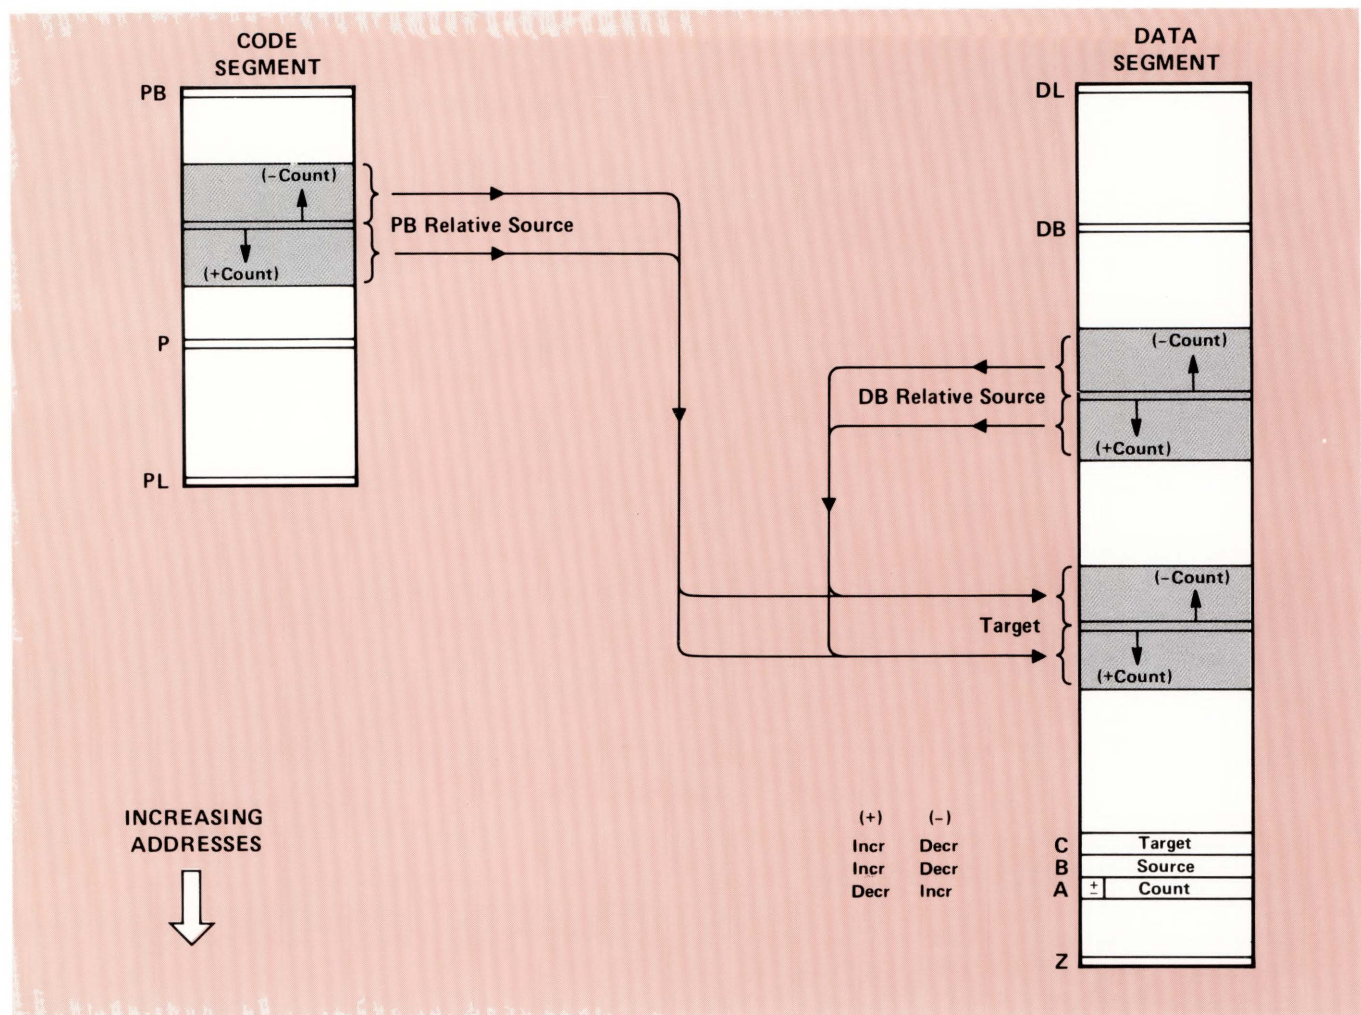 CODE
SEGMENT
PB
(-Count)
PB Relative Source
(+Count)
P
PL
DATA
SEGMENT
DL
DB
(-Count)
DB Relative Source
(+Count)
(-Count)
Target
(+Count)
INCREASING
ADDRESSES
(+) (-)
Incr Decr C Target
Incr Decr B Source
Decr Incr A ± Count
Z